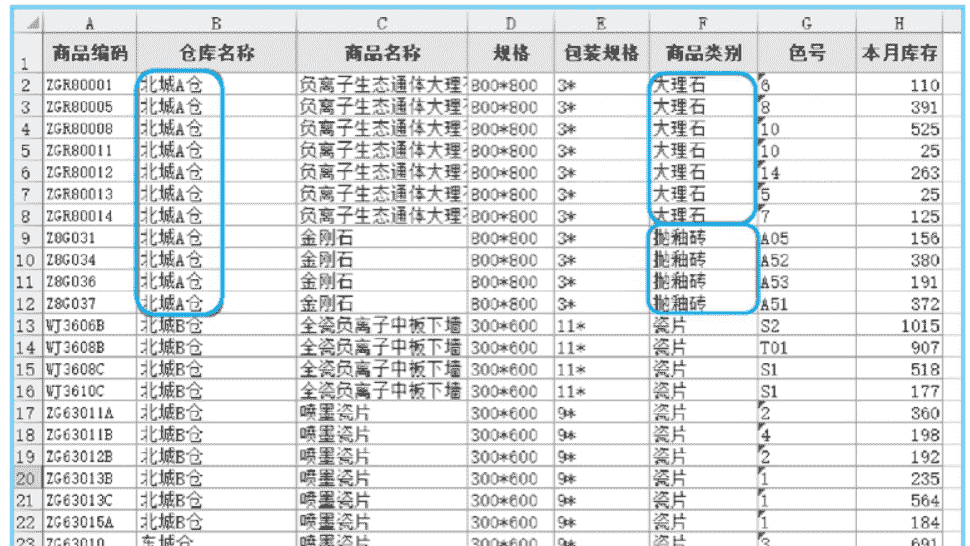 A B C D E F G H
1 商品编码 仓库名称 商品名称 规格 包装规格 商品类别 色号 本月库存
2 ZGR80001 北城A仓 负离子生态通体大理 800*800 3* 大理石 6 110
3 ZGR80005 北城A仓 负离子生态通体大理 800*800 3* 大理石 8 391
4 ZGR80008 北城A仓 负离子生态通体大理 800*800 3* 大理石 10 525
5 ZGR80011 北城A仓 负离子生态通体大理 800*800 3* 大理石 10 25
6 ZGR80012 北城A仓 负离子生态通体大理 800*800 3* 大理石 14 263
7 ZGR80013 北城A仓 负离子生态通体大理 800*800 3* 大理石 5 25
8 ZGR80014 北城A仓 负离子生态通体大理 800*800 3* 大理石 7 125
9 Z8G031 北城A仓 金刚石 800*800 3* 抛釉砖 A05 156
10 Z8G034 北城A仓 金刚石 800*800 3* 抛釉砖 A52 380
11 Z8G036 北城A仓 金刚石 800*800 3* 抛釉砖 A53 191
12 Z8G037 北城A仓 金刚石 800*800 3* 抛釉砖 A51 372
13 WJ3606B 北城B仓 全瓷负离子中板下墙 300*600 11* 瓷片 S2 1015
14 WJ3608B 北城B仓 全瓷负离子中板下墙 300*600 11* 瓷片 T01 907
15 WJ3608C 北城B仓 全瓷负离子中板下墙 300*600 11* 瓷片 S1 518
16 WJ3610C 北城B仓 全瓷负离子中板下墙 300*600 11* 瓷片 S1 177
17 ZG63011A 北城B仓 喷墨瓷片 300*600 9* 瓷片 2 360
18 ZG63011B 北城B仓 喷墨瓷片 300*600 9* 瓷片 4 198
19 ZG63012B 北城B仓 喷墨瓷片 300*600 9* 瓷片 2 192
20 ZG63013B 北城B仓 喷墨瓷片 300*600 9* 瓷片 1 235
21 ZG63013C 北城B仓 喷墨瓷片 300*600 9* 瓷片 1 564
22 ZG63015A 北城B仓 喷墨瓷片 300*600 9* 瓷片 1 184
23 喷墨瓷片 300*600 9* 瓷片 3 691